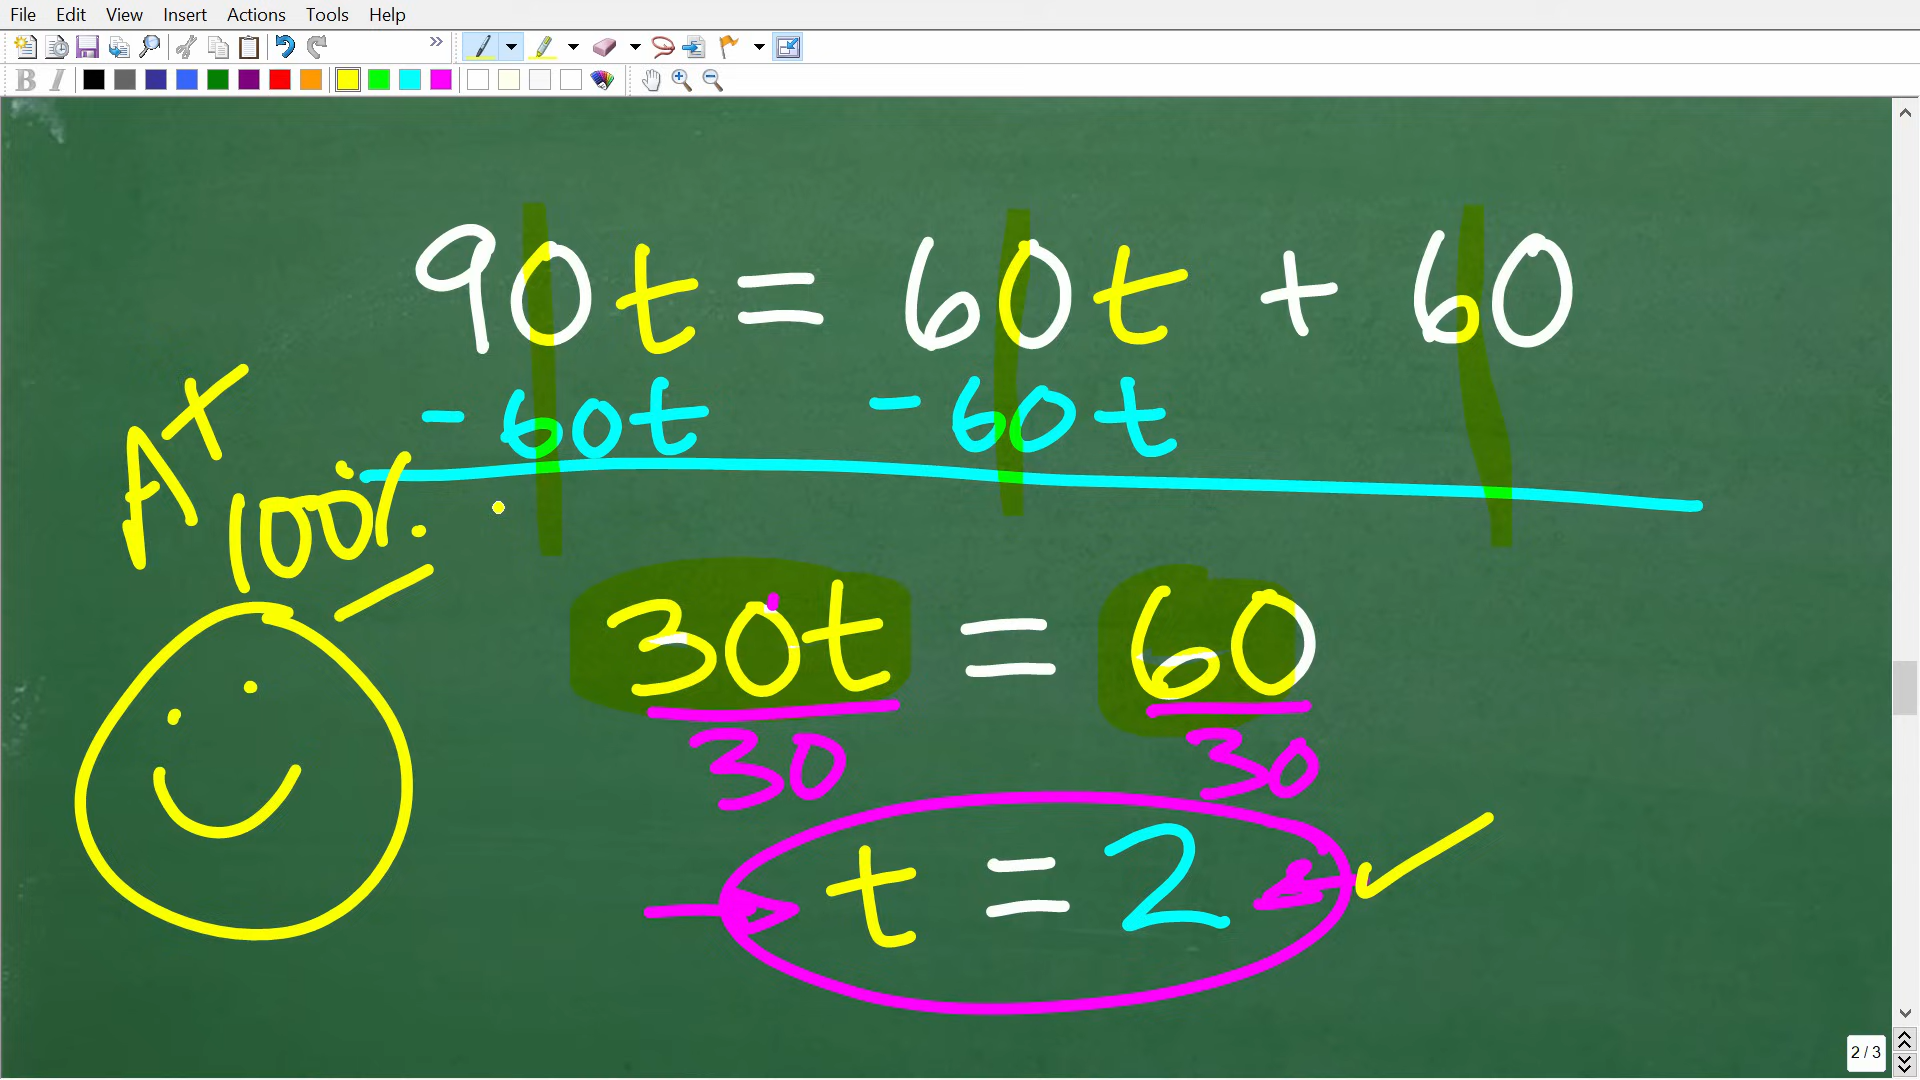 File Edit View Insert Actions Tools Help
B I
90t = 60t + 60
-60t -60t
A+
100%
30t = 60
30 30
t = 2
2 / 3